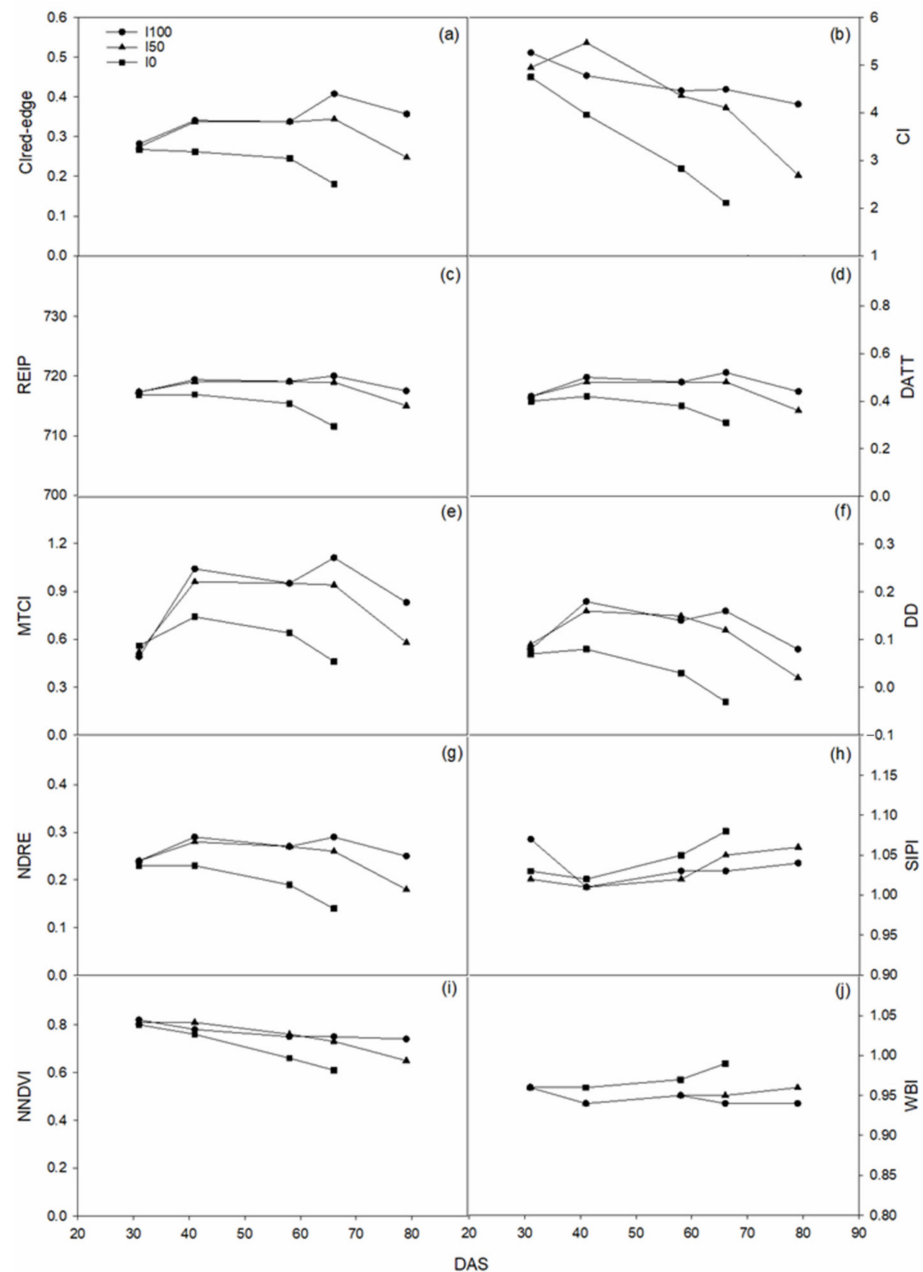 0.6
0.5
0.4
0.3
0.2
0.1
0.0
CIred-edge
I100
I50
I0
(a)
(b)
6
5
4
3
2
1
CI
730
720
710
700
REIP
(c)
(d)
0.8
0.6
0.4
0.2
0.0
DATT
1.2
0.9
0.6
0.3
0.0
MTCI
(e)
(f)
0.3
0.2
0.1
0.0
−0.1
DD
0.4
0.3
0.2
0.1
0.0
NDRE
(g)
(h)
1.15
1.10
1.05
1.00
0.95
0.90
SIPI
0.8
0.6
0.4
0.2
0.0
NNDVI
(i)
(j)
1.05
1.00
0.95
0.90
0.85
0.80
WBI
20 30 40 50 60 70 20 30 40 50 60 70 80 90
DAS